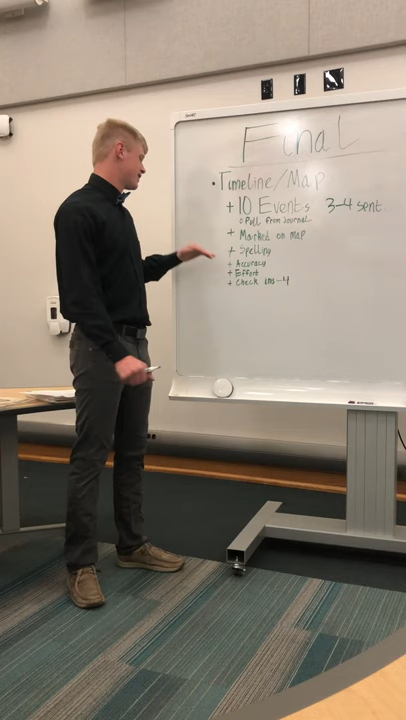 Final
• Timeline/Map
+ 10 Events 3-4 sent.
o Pull from Journal
+ Marked on map
+ Spelling
+ Accuracy
+ Effort
+ Check ins-4